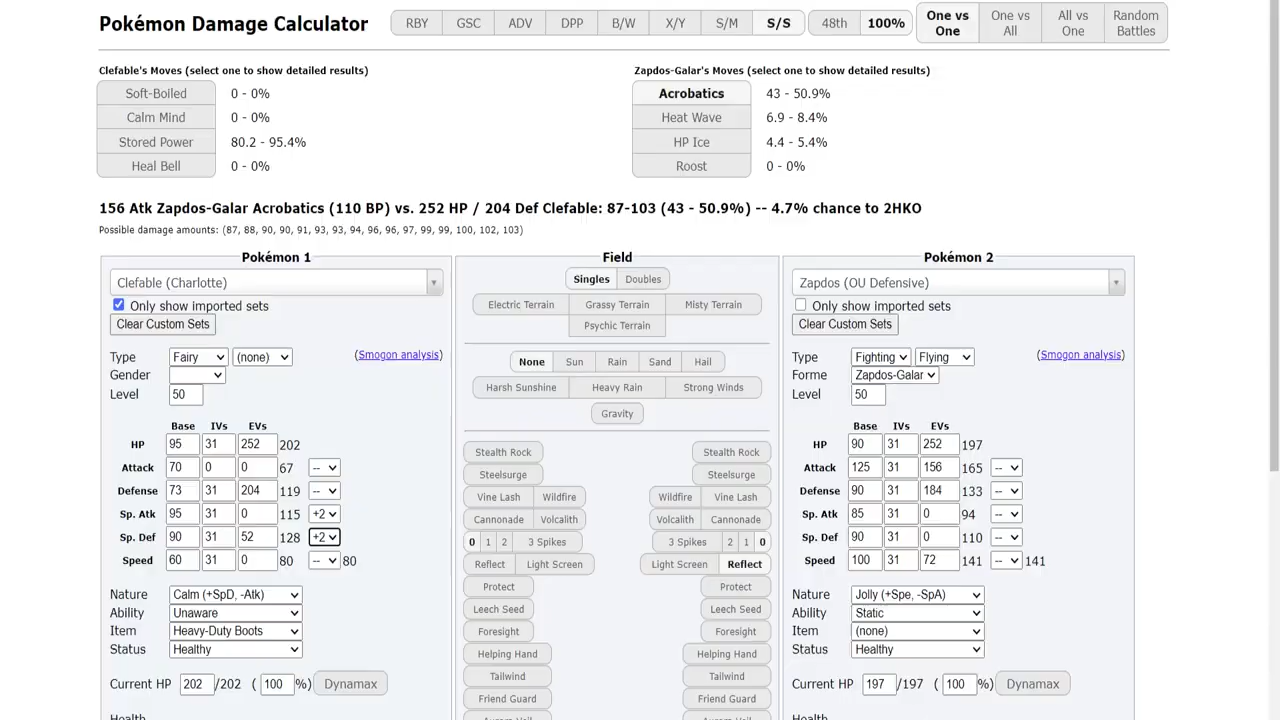 Pokémon Damage Calculator
RBY GSC ADV DPP B/W X/Y S/M S/S 48th 100%
One vs One
One vs All
All vs One
Random Battles
Clefable's Moves (select one to show detailed results)
Soft-Boiled 0 - 0%
Calm Mind 0 - 0%
Stored Power 80.2 - 95.4%
Heal Bell 0 - 0%
Zapdos-Galar's Moves (select one to show detailed results)
Acrobatics 43 - 50.9%
Heat Wave 6.9 - 8.4%
HP Ice 4.4 - 5.4%
Roost 0 - 0%
156 Atk Zapdos-Galar Acrobatics (110 BP) vs. 252 HP / 204 Def Clefable: 87-103 (43 - 50.9%) -- 4.7% chance to 2HKO
Possible damage amounts: (87, 88, 90, 90, 91, 93, 93, 94, 96, 96, 97, 99, 99, 100, 102, 103)
Pokémon 1
Clefable (Charlotte)
Only show imported sets
Clear Custom Sets
Type Fairy (none) (Smogon analysis)
Gender
Level 50
Base IVs EVs
HP 95 31 252 202
Attack 70 0 0 67 --
Defense 73 31 204 119 --
Sp. Atk 95 31 0 115 +2
Sp. Def 90 31 52 128 +2
Speed 60 31 0 80 -- 80
Nature Calm (+SpD, -Atk)
Ability Unaware
Item Heavy-Duty Boots
Status Healthy
Current HP 202 /202 ( 100 %) Dynamax
Health
Field
Singles Doubles
Electric Terrain Grassy Terrain Misty Terrain
Psychic Terrain
None Sun Rain Sand Hail
Harsh Sunshine Heavy Rain Strong Winds
Gravity
Stealth Rock Stealth Rock
Steelsurge Steelsurge
Vine Lash Wildfire Wildfire Vine Lash
Cannonade Volcalith Volcalith Cannonade
0 1 2 3 Spikes 3 Spikes 2 1 0
Reflect Light Screen Light Screen Reflect
Protect Protect
Leech Seed Leech Seed
Foresight Foresight
Helping Hand Helping Hand
Tailwind Tailwind
Friend Guard Friend Guard
Aurora Veil Aurora Veil
Pokémon 2
Zapdos (OU Defensive)
Only show imported sets
Clear Custom Sets
Type Fighting Flying (Smogon analysis)
Forme Zapdos-Galar
Level 50
Base IVs EVs
HP 90 31 252 197
Attack 125 31 156 165 --
Defense 90 31 184 133 --
Sp. Atk 85 31 0 94 --
Sp. Def 90 31 0 110 --
Speed 100 31 72 141 -- 141
Nature Jolly (+Spe, -SpA)
Ability Static
Item (none)
Status Healthy
Current HP 197 /197 ( 100 %) Dynamax
Health